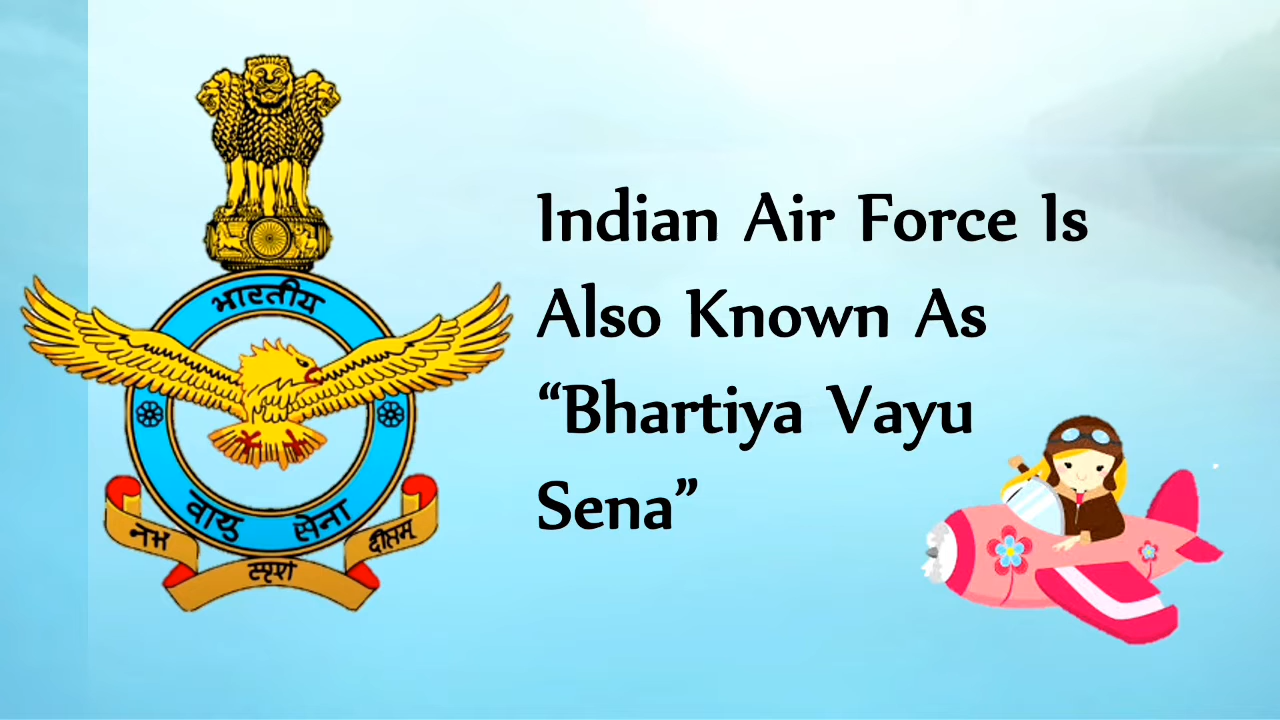 भारतीय
वायु सेना
नभ स्पृशं दीप्तम्
Indian Air Force Is
Also Known As
“Bhartiya Vayu
Sena”